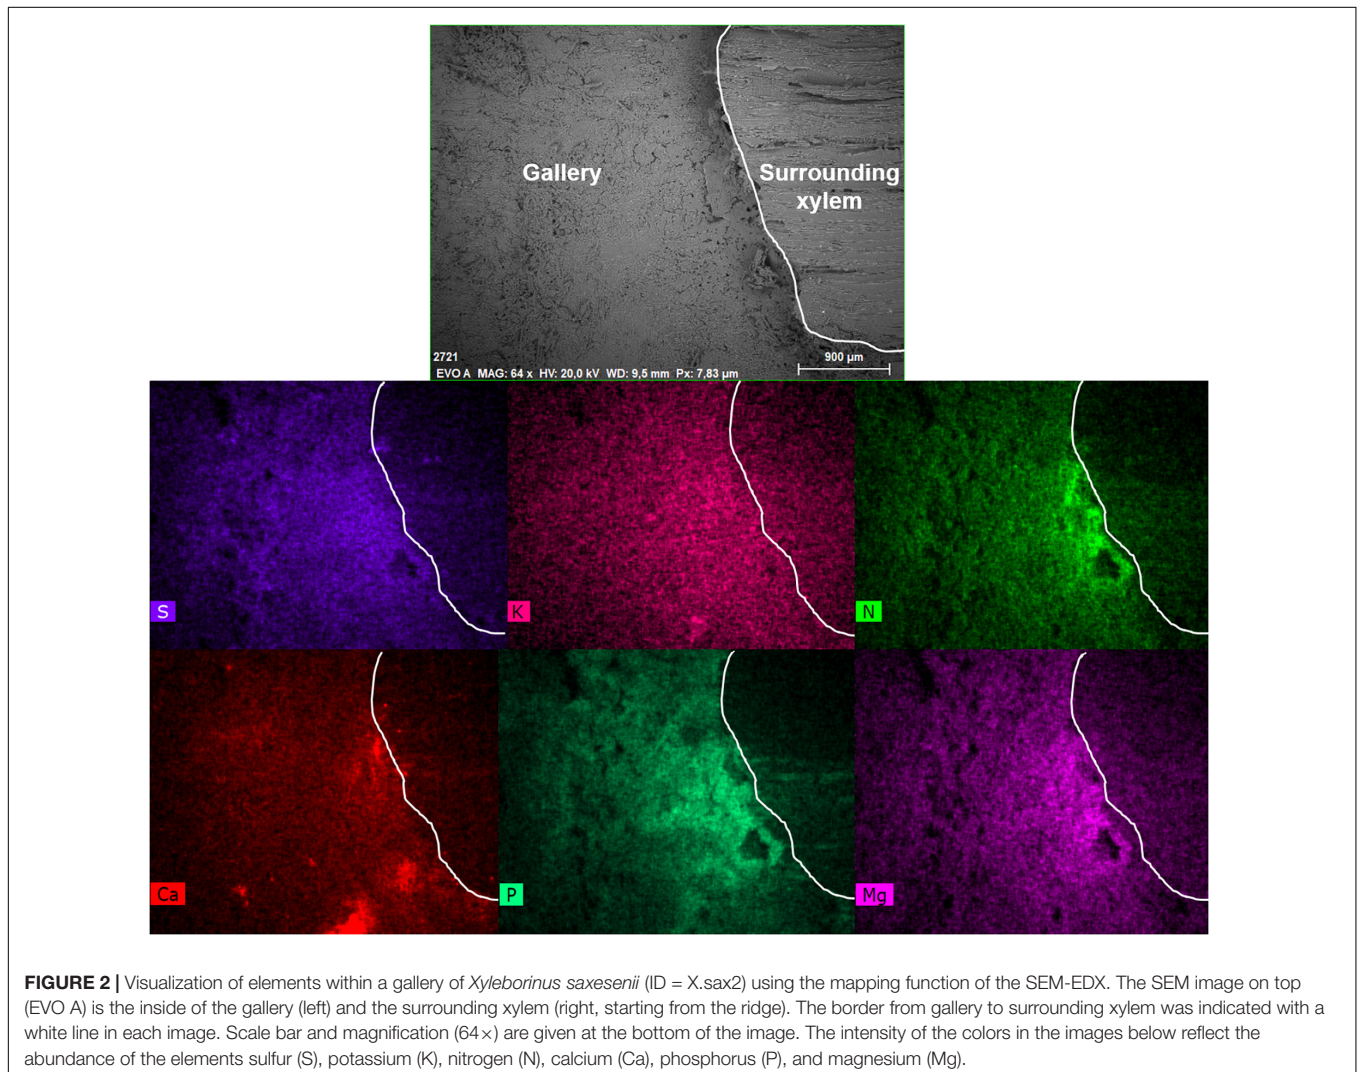 Gallery
Surrounding
xylem
2721
900 µm
EVO A MAG: 64 x HV: 20,0 kV WD: 9,5 mm Px: 7,83 µm
S
K
N
Ca
P
Mg
FIGURE 2 | Visualization of elements within a gallery of Xyleborinus saxesenii (ID = X.sax2) using the mapping function of the SEM-EDX. The SEM image on top
(EVO A) is the inside of the gallery (left) and the surrounding xylem (right, starting from the ridge). The border from gallery to surrounding xylem was indicated with a
white line in each image. Scale bar and magnification (64×) are given at the bottom of the image. The intensity of the colors in the images below reflect the
abundance of the elements sulfur (S), potassium (K), nitrogen (N), calcium (Ca), phosphorus (P), and magnesium (Mg).